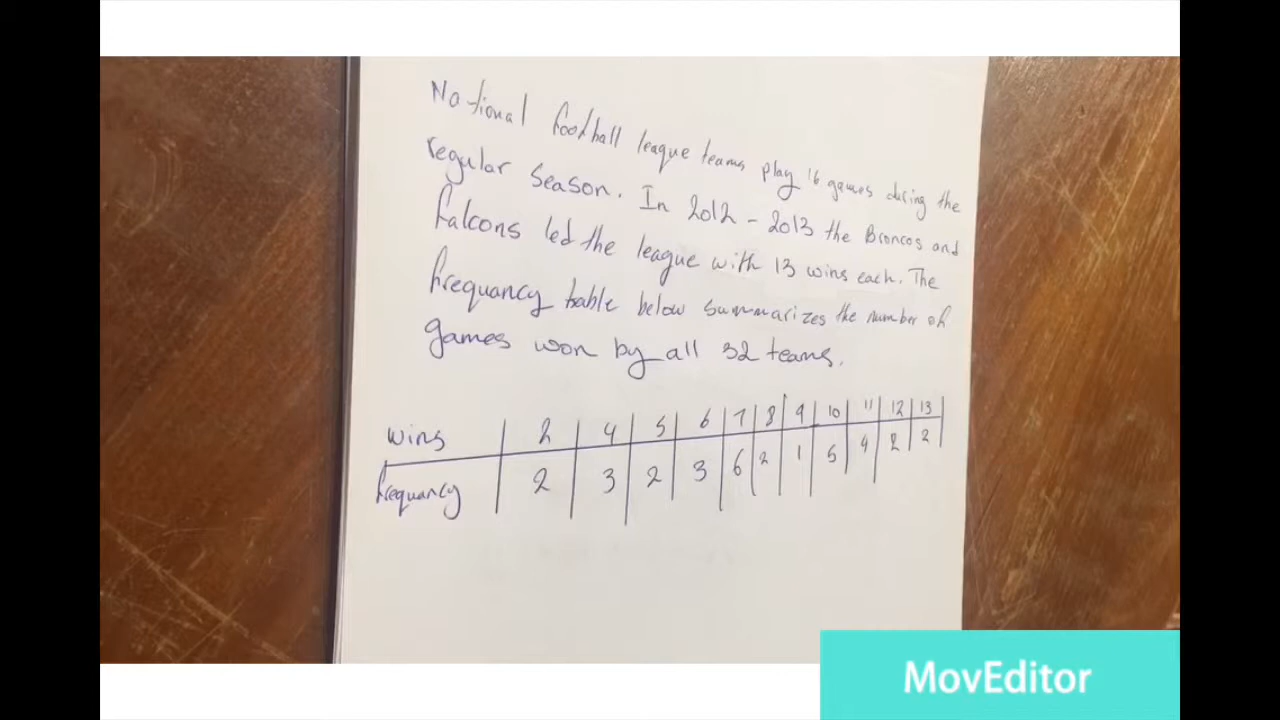 National football league teams play 16 games during the
regular season. In 2012 - 2013 the Broncos and
falcons led the league with 13 wins each. The
frequancy table below summarizes the number of
games won by all 32 teams.
wins 2 4 5 6 7 8 9 10 11 12 13
frequancy 2 3 2 3 6 2 1 5 4 2 2
MovEditor